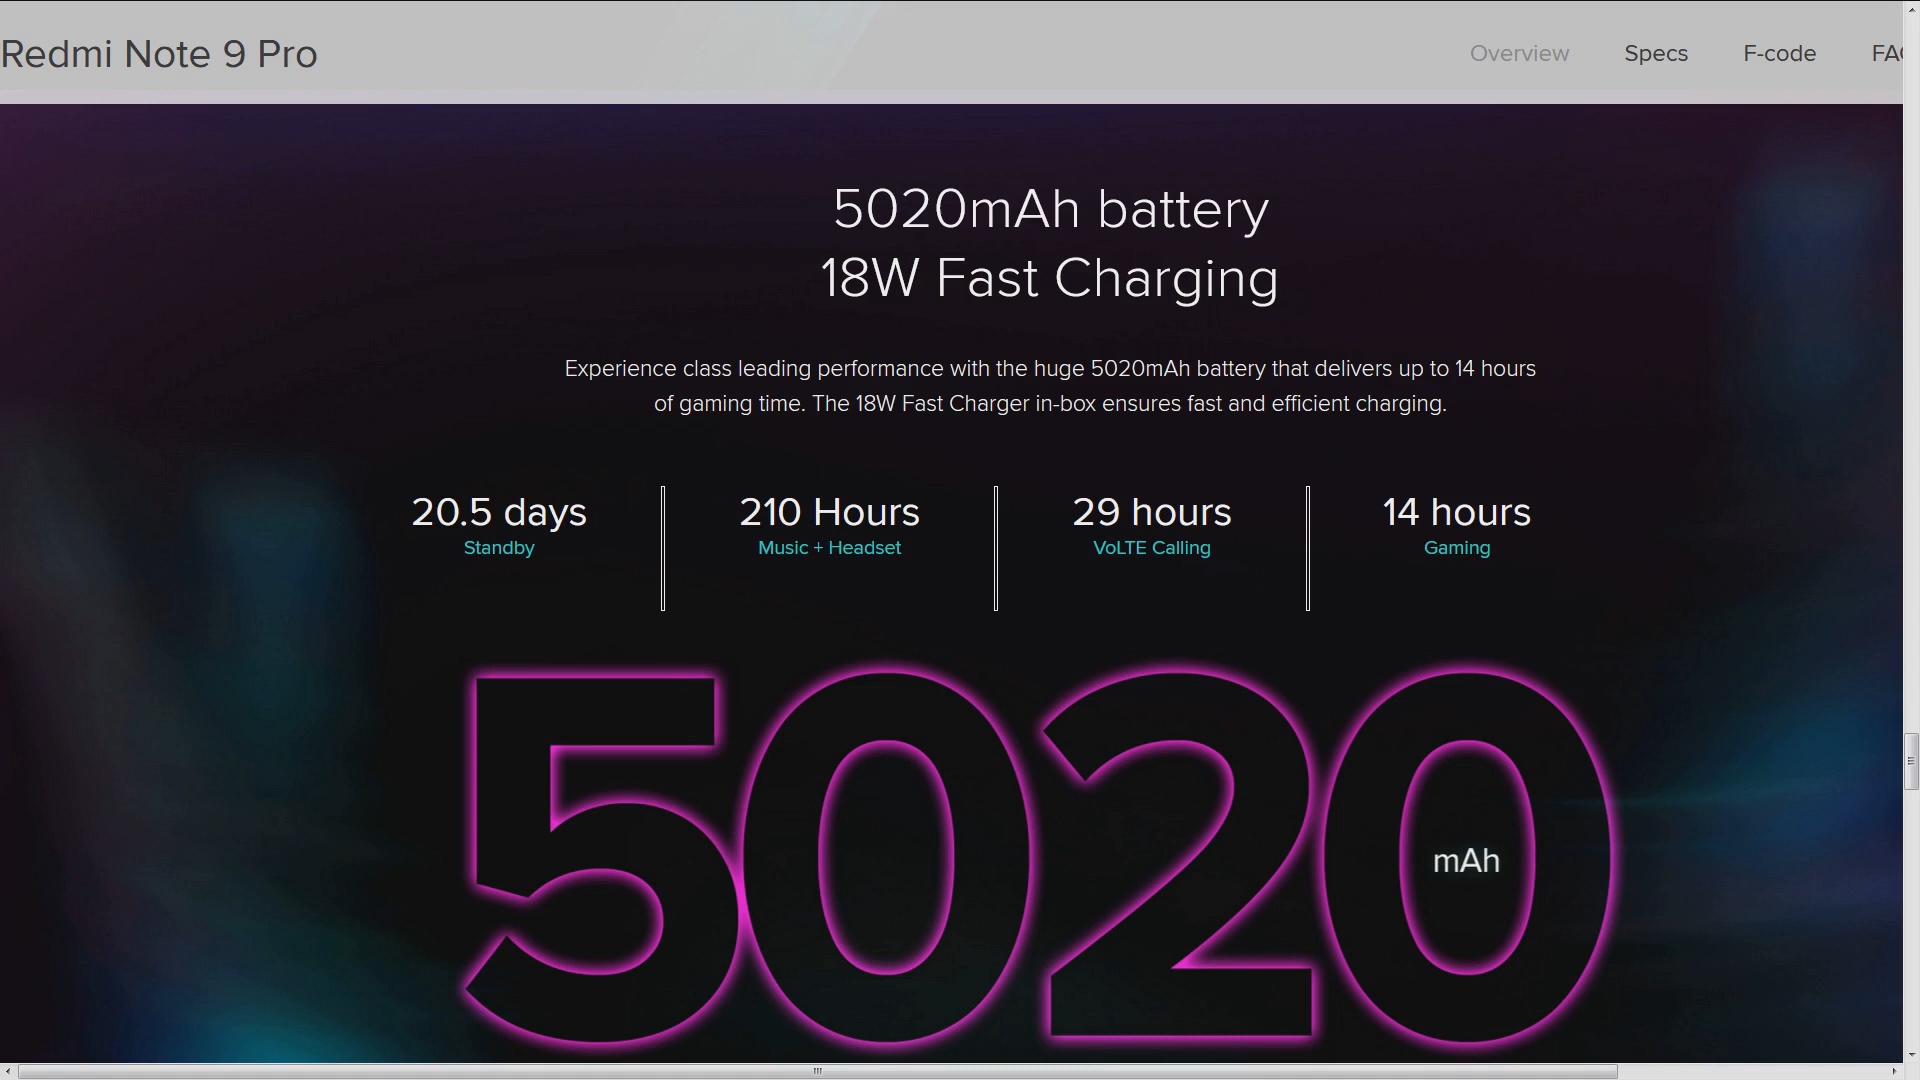 Redmi Note 9 Pro
Overview Specs F-code FA
5020mAh battery
18W Fast Charging
Experience class leading performance with the huge 5020mAh battery that delivers up to 14 hours
of gaming time. The 18W Fast Charger in-box ensures fast and efficient charging.
20.5 days
Standby
210 Hours
Music + Headset
29 hours
VoLTE Calling
14 hours
Gaming
5020
mAh